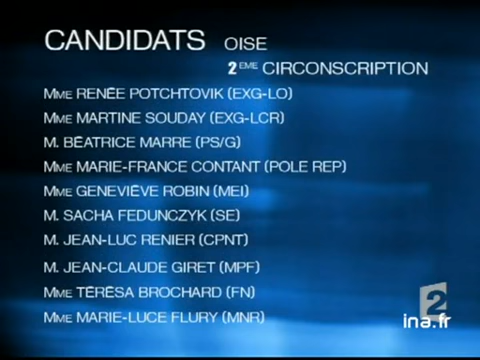 CANDIDATS OISE
2EME CIRCONSCRIPTION
MME RENÉE POTCHTOVIK (EXG-LO)
MME MARTINE SOUDAY (EXG-LCR)
M. BÉATRICE MARRE (PS/G)
MME MARIE-FRANCE CONTANT (POLE REP)
MME GENEVIÈVE ROBIN (MEI)
M. SACHA FEDUNCZYK (SE)
M. JEAN-LUC RENIER (CPNT)
M. JEAN-CLAUDE GIRET (MPF)
MME TÉRÉSA BROCHARD (FN)
MME MARIE-LUCE FLURY (MNR)
2
ina.fr